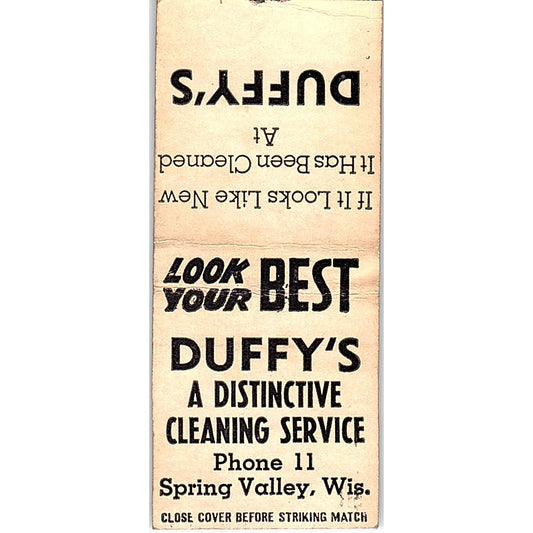 If It Looks Like New
It Has Been Cleaned
At
DUFFY'S
LOOK
YOUR BEST
DUFFY'S
A DISTINCTIVE
CLEANING SERVICE
Phone 11
Spring Valley, Wis.
CLOSE COVER BEFORE STRIKING MATCH